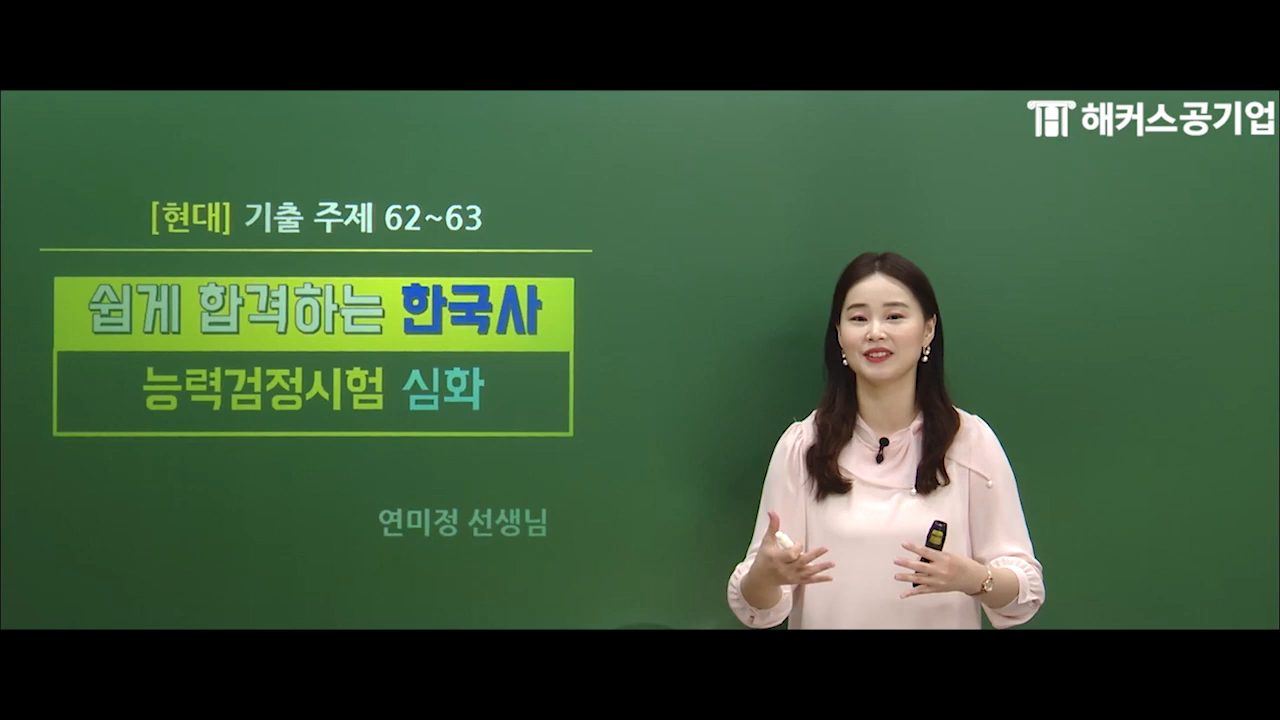 해커스공기업
[현대] 기출 주제 62~63
쉽게 합격하는 한국사
능력검정시험 심화
연미정 선생님